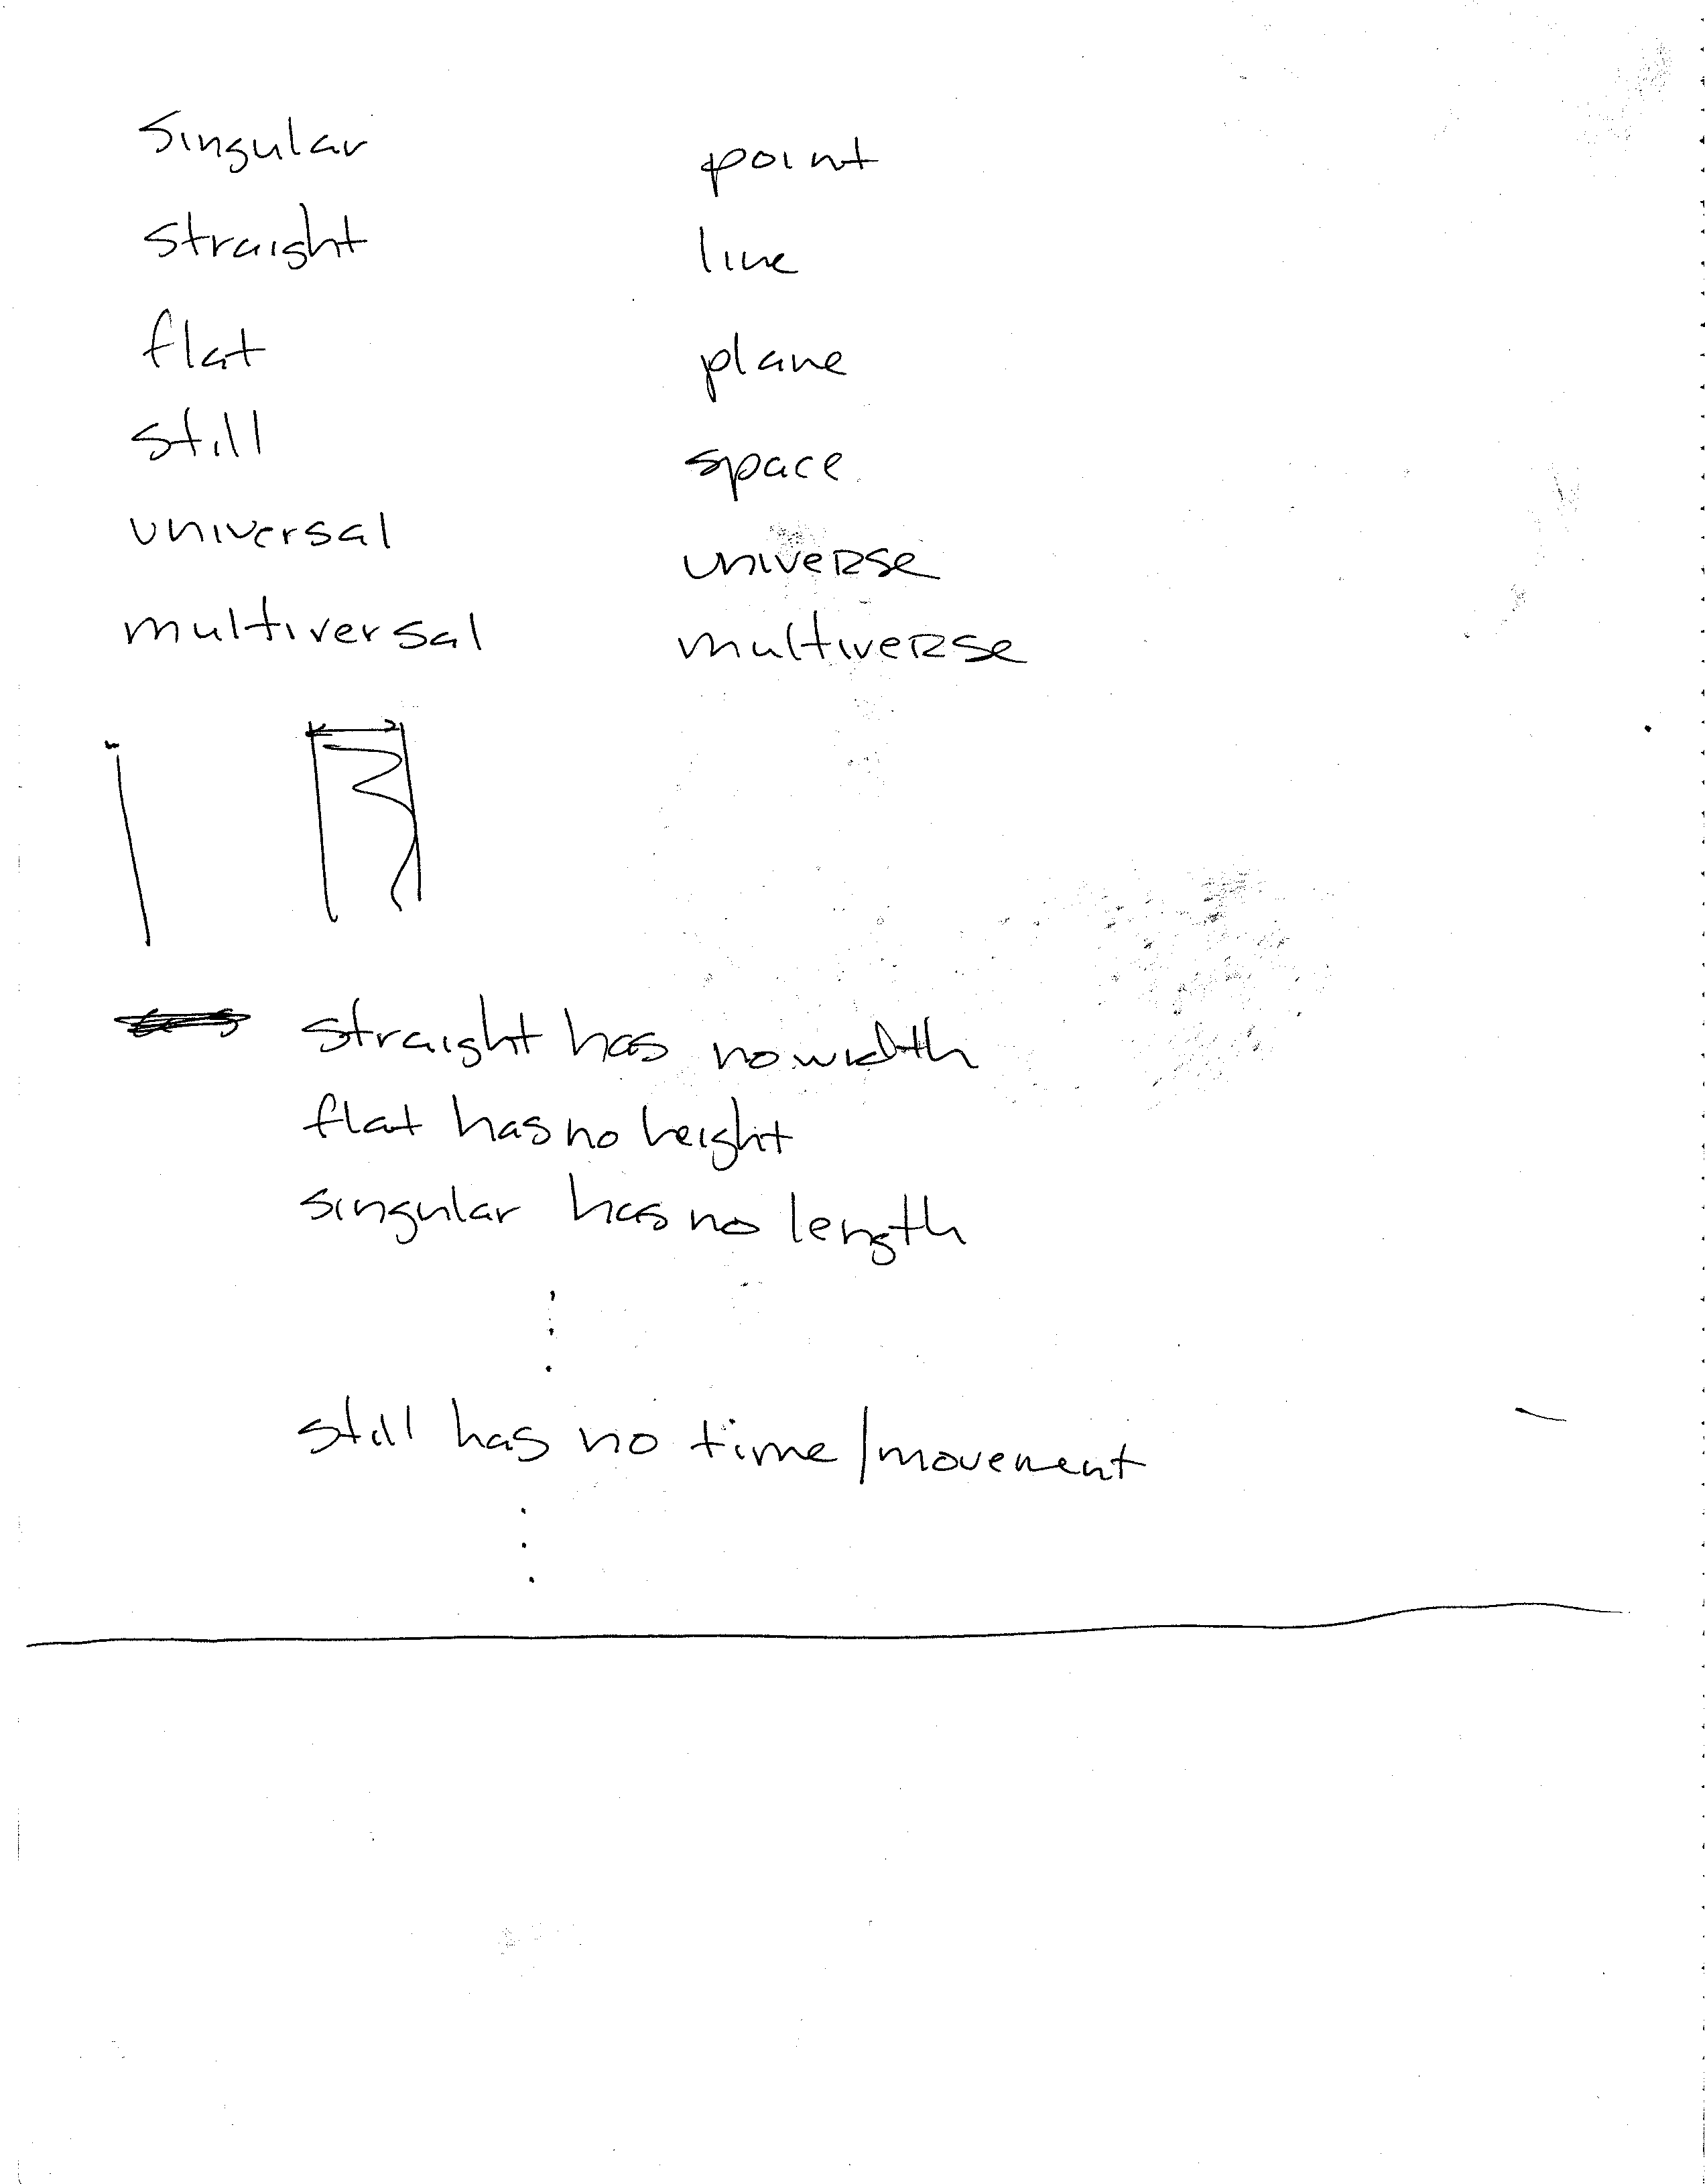 Singular point
straight line
flat plane
still space
universal universe
multiversal multiverse
straight has no width
flat has no height
singular has no length
still has no time/movement